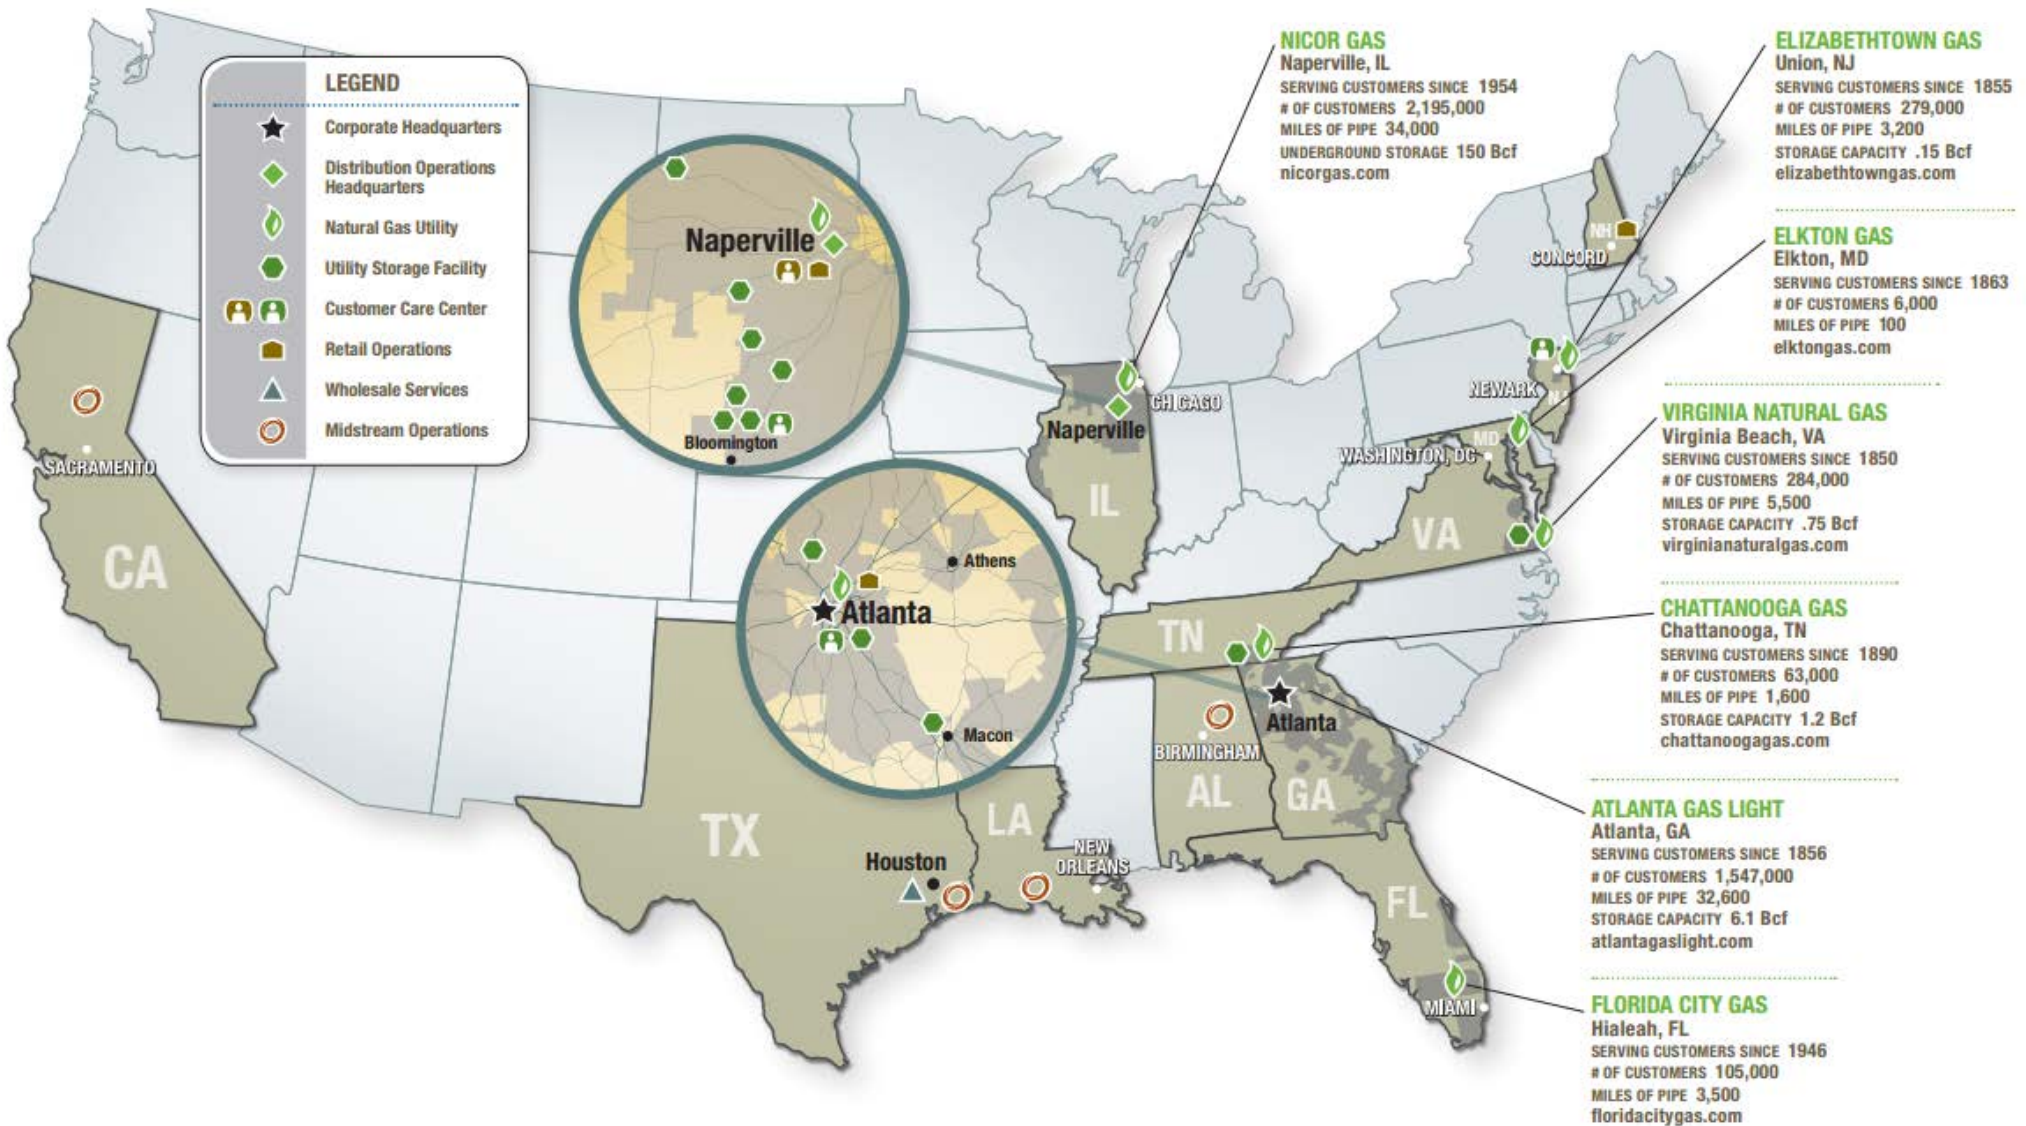 LEGEND
Corporate Headquarters
Distribution Operations
Headquarters
Natural Gas Utility
Utility Storage Facility
Customer Care Center
Retail Operations
Wholesale Services
Midstream Operations
Naperville
Bloomington
Athens
Atlanta
Macon
SACRAMENTO
CA
TX
Houston
LA
NEW
ORLEANS
CHICAGO
Naperville
IL
TN
BIRMINGHAM
AL
Atlanta
GA
FL
MIAMI
VA
WASHINGTON, DC
MD
NEWARK
NJ
CONCORD
NH
NICOR GAS
Naperville, IL
SERVING CUSTOMERS SINCE 1954
# OF CUSTOMERS 2,195,000
MILES OF PIPE 34,000
UNDERGROUND STORAGE 150 Bcf
nicorgas.com
ELIZABETHTOWN GAS
Union, NJ
SERVING CUSTOMERS SINCE 1855
# OF CUSTOMERS 279,000
MILES OF PIPE 3,200
STORAGE CAPACITY .15 Bcf
elizabethtowngas.com
ELKTON GAS
Elkton, MD
SERVING CUSTOMERS SINCE 1863
# OF CUSTOMERS 6,000
MILES OF PIPE 100
elktongas.com
VIRGINIA NATURAL GAS
Virginia Beach, VA
SERVING CUSTOMERS SINCE 1850
# OF CUSTOMERS 284,000
MILES OF PIPE 5,500
STORAGE CAPACITY .75 Bcf
virginianaturalgas.com
CHATTANOOGA GAS
Chattanooga, TN
SERVING CUSTOMERS SINCE 1890
# OF CUSTOMERS 63,000
MILES OF PIPE 1,600
STORAGE CAPACITY 1.2 Bcf
chattanoogagas.com
ATLANTA GAS LIGHT
Atlanta, GA
SERVING CUSTOMERS SINCE 1856
# OF CUSTOMERS 1,547,000
MILES OF PIPE 32,600
STORAGE CAPACITY 6.1 Bcf
atlantagaslight.com
FLORIDA CITY GAS
Hialeah, FL
SERVING CUSTOMERS SINCE 1946
# OF CUSTOMERS 105,000
MILES OF PIPE 3,500
floridacitygas.com